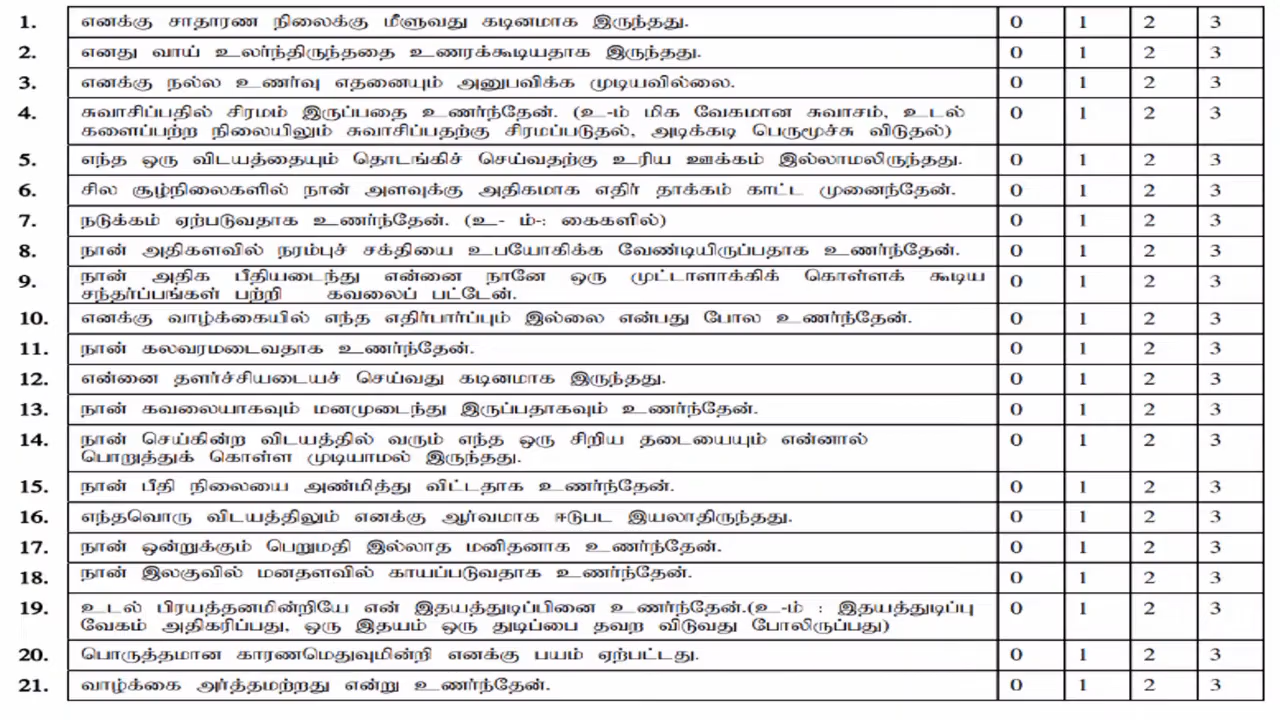 1. எனக்கு சாதாரண நிலைக்கு மீளுவது கடினமாக இருந்தது. 0 1 2 3
2. எனது வாய் உலர்ந்திருந்ததை உணரக்கூடியதாக இருந்தது. 0 1 2 3
3. எனக்கு நல்ல உணர்வு எதனையும் அனுபவிக்க முடியவில்லை. 0 1 2 3
4. சுவாசிப்பதில் சிரமம் இருப்பதை உணர்ந்தேன். (உ-ம் மிக வேகமான சுவாசம், உடல் 0 1 2 3
களைப்பற்ற நிலையிலும் சுவாசிப்பதற்கு சிரமப்படுதல், அடிக்கடி பெருமூச்சு விடுதல்)
5. எந்த ஒரு விடயத்தையும் தொடங்கிச் செய்வதற்கு உரிய ஊக்கம் இல்லாமலிருந்தது. 0 1 2 3
6. சில சூழ்நிலைகளில் நான் அளவுக்கு அதிகமாக எதிர் தாக்கம் காட்ட முனைந்தேன். 0 1 2 3
7. நடுக்கம் ஏற்படுவதாக உணர்ந்தேன். (உ- ம்-: கைகளில்) 0 1 2 3
8. நான் அதிகளவில் நரம்புச் சக்தியை உபயோகிக்க வேண்டியிருப்பதாக உணர்ந்தேன். 0 1 2 3
9. நான் அதிக பீதியடைந்து என்னை நானே ஒரு முட்டாளாக்கிக் கொள்ளக் கூடிய 0 1 2 3
சந்தர்ப்பங்கள் பற்றி கவலைப் பட்டேன்.
10. எனக்கு வாழ்க்கையில் எந்த எதிர்பார்ப்பும் இல்லை என்பது போல உணர்ந்தேன். 0 1 2 3
11. நான் கலவரமடைவதாக உணர்ந்தேன். 0 1 2 3
12. என்னை தளர்ச்சியடையச் செய்வது கடினமாக இருந்தது. 0 1 2 3
13. நான் கவலையாகவும் மனமுடைந்து இருப்பதாகவும் உணர்ந்தேன். 0 1 2 3
14. நான் செய்கின்ற விடயத்தில் வரும் எந்த ஒரு சிறிய தடையையும் என்னால் 0 1 2 3
பொறுத்துக் கொள்ள முடியாமல் இருந்தது.
15. நான் பீதி நிலையை அண்மித்து விட்டதாக உணர்ந்தேன். 0 1 2 3
16. எந்தவொரு விடயத்திலும் எனக்கு ஆர்வமாக ஈடுபட இயலாதிருந்தது. 0 1 2 3
17. நான் ஒன்றுக்கும் பெறுமதி இல்லாத மனிதனாக உணர்ந்தேன். 0 1 2 3
18. நான் இலகுவில் மனதளவில் காயப்படுவதாக உணர்ந்தேன். 0 1 2 3
19. உடல் பிரயத்தனமின்றியே என் இதயத்துடிப்பினை உணர்ந்தேன்.(உ-ம் : இதயத்துடிப்பு 0 1 2 3
வேகம் அதிகரிப்பது, ஒரு இதயம் ஒரு துடிப்பை தவற விடுவது போலிருப்பது)
20. பொருத்தமான காரணமெதுவுமின்றி எனக்கு பயம் ஏற்பட்டது. 0 1 2 3
21. வாழ்க்கை அர்த்தமற்றது என்று உணர்ந்தேன். 0 1 2 3